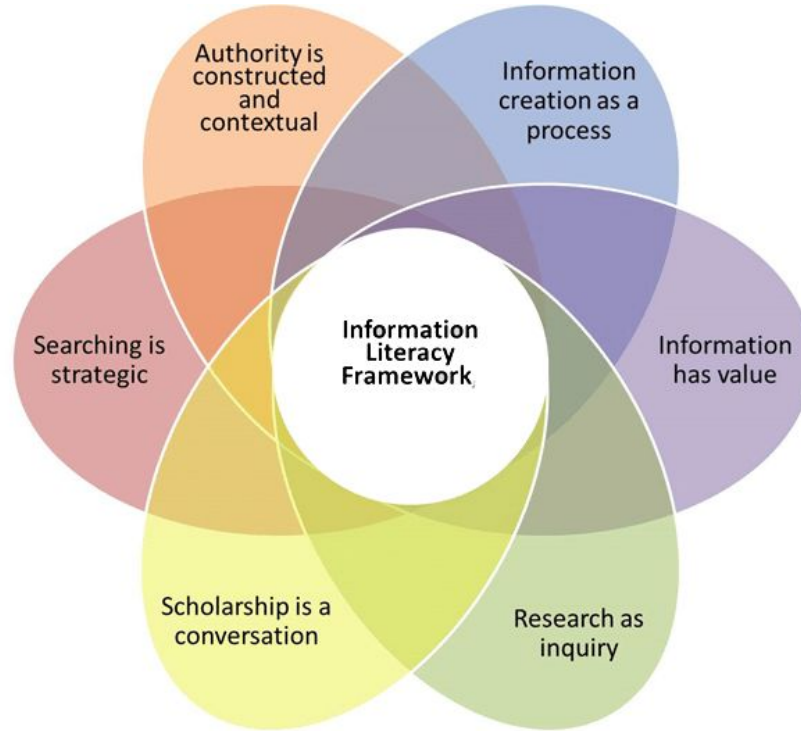 Authority is
constructed
and
contextual
Information
creation as a
process
Searching is
strategic
Information
Literacy
Framework,
Information
has value
Scholarship is a
conversation
Research as
inquiry